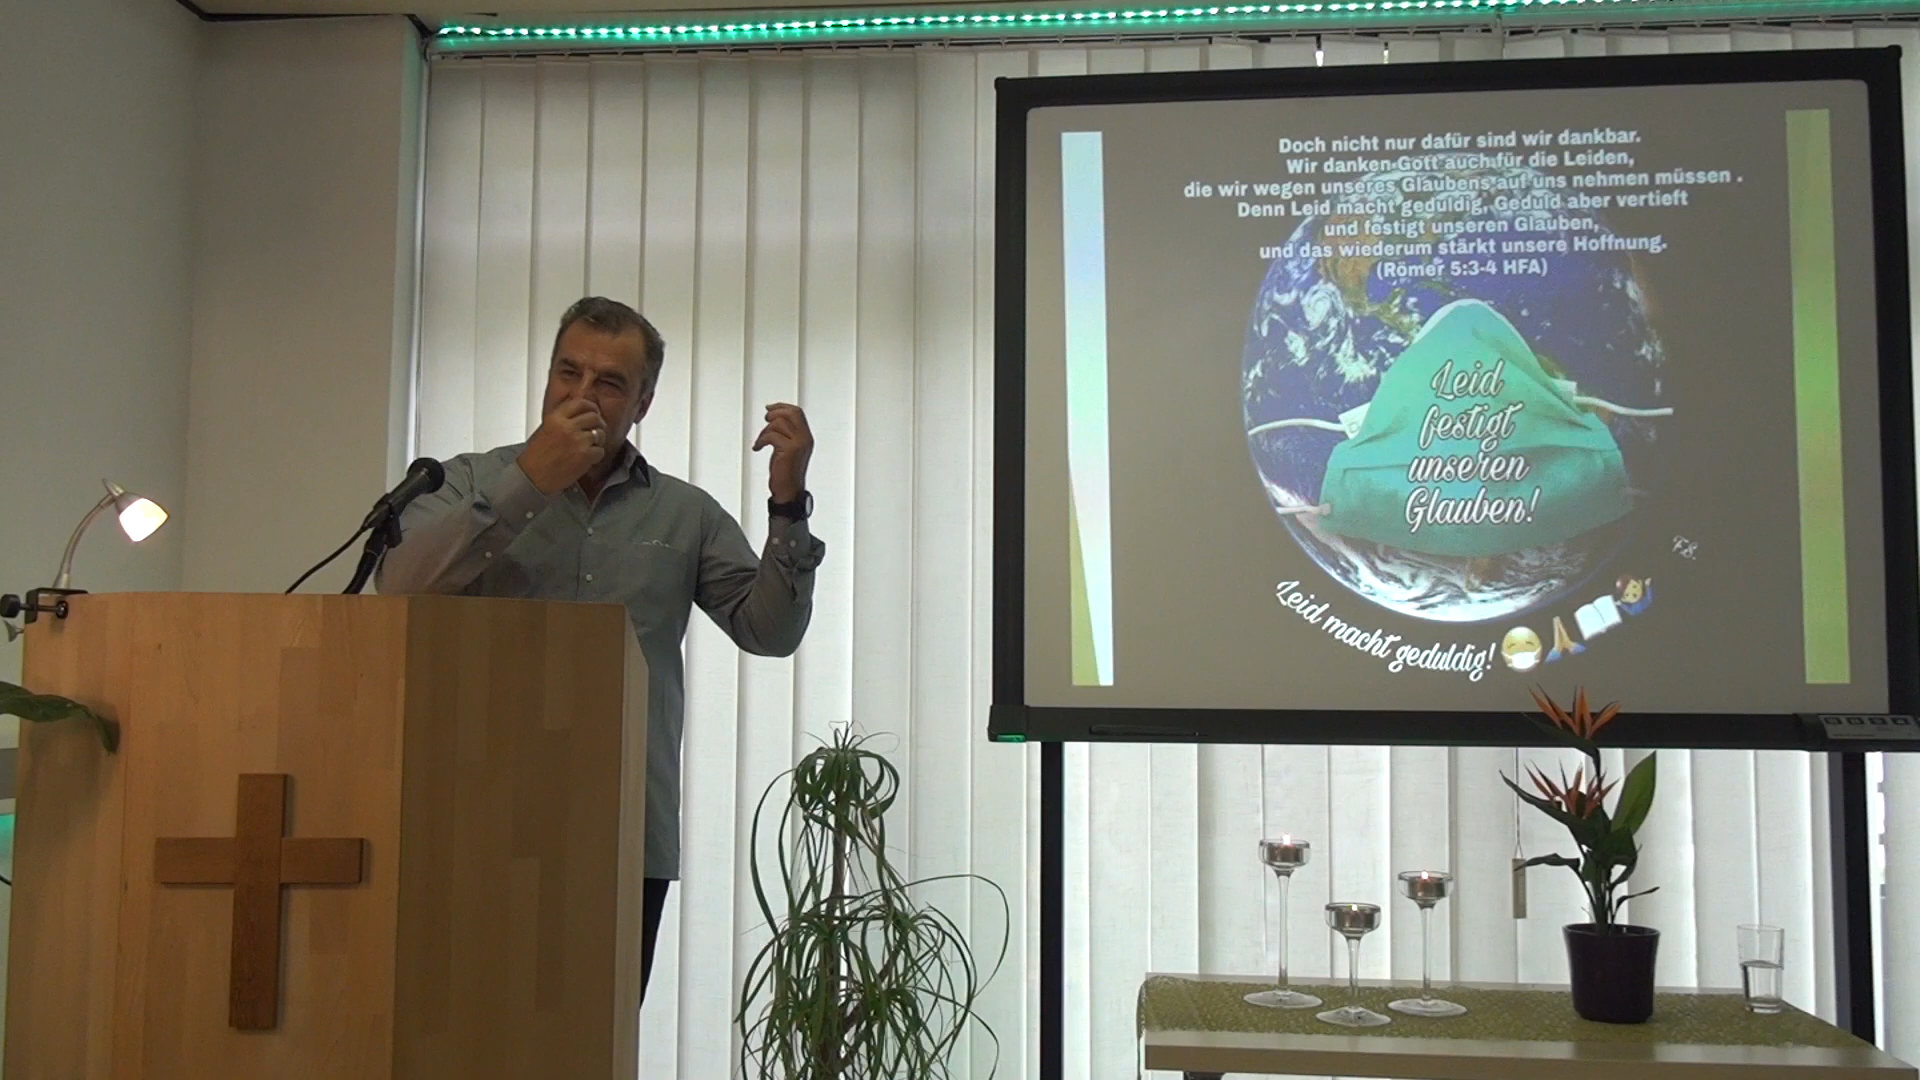 Doch nicht nur dafür sind wir dankbar.
Wir danken Gott auch für die Leiden,
die wir wegen unseres Glaubens auf uns nehmen müssen .
Denn Leid macht geduldig, Geduld aber vertieft
und festigt unseren Glauben,
und das wiederum stärkt unsere Hoffnung.
(Römer 5:3-4 HFA)
Leid
festigt
unseren
Glauben!
F.S.
Leid macht geduldig!